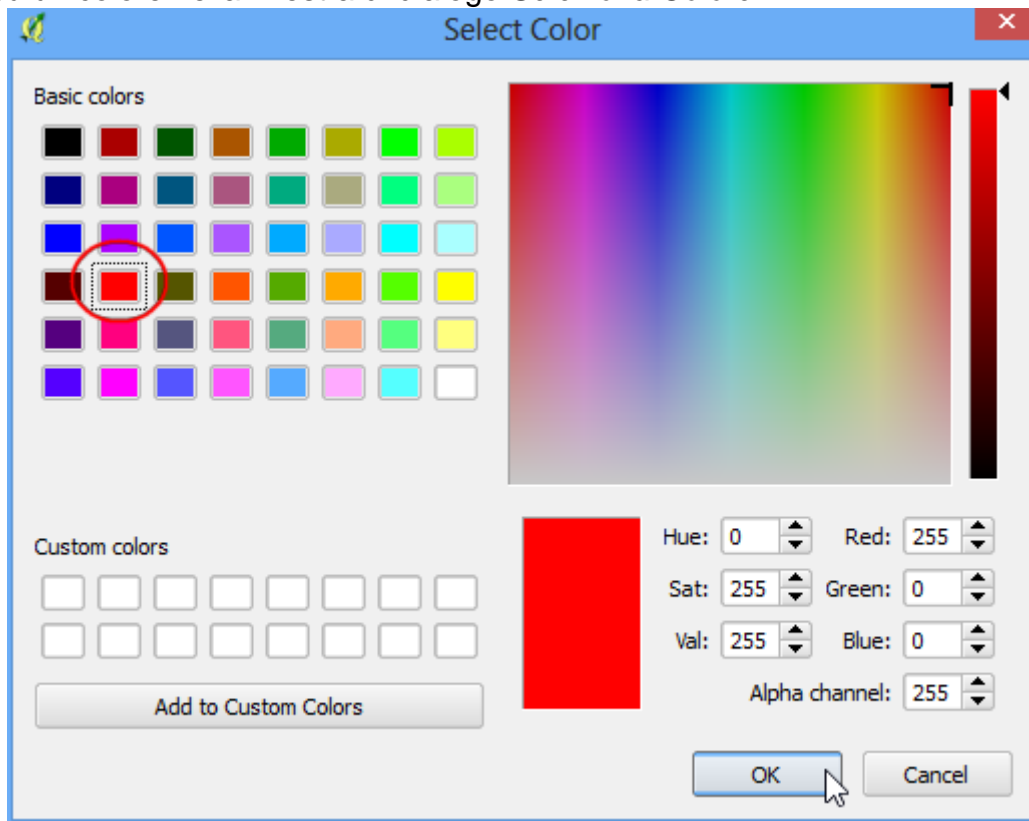 Select Color
Basic colors
Custom colors
Add to Custom Colors
Hue: 0 Red: 255
Sat: 255 Green: 0
Val: 255 Blue: 0
Alpha channel: 255
OK Cancel